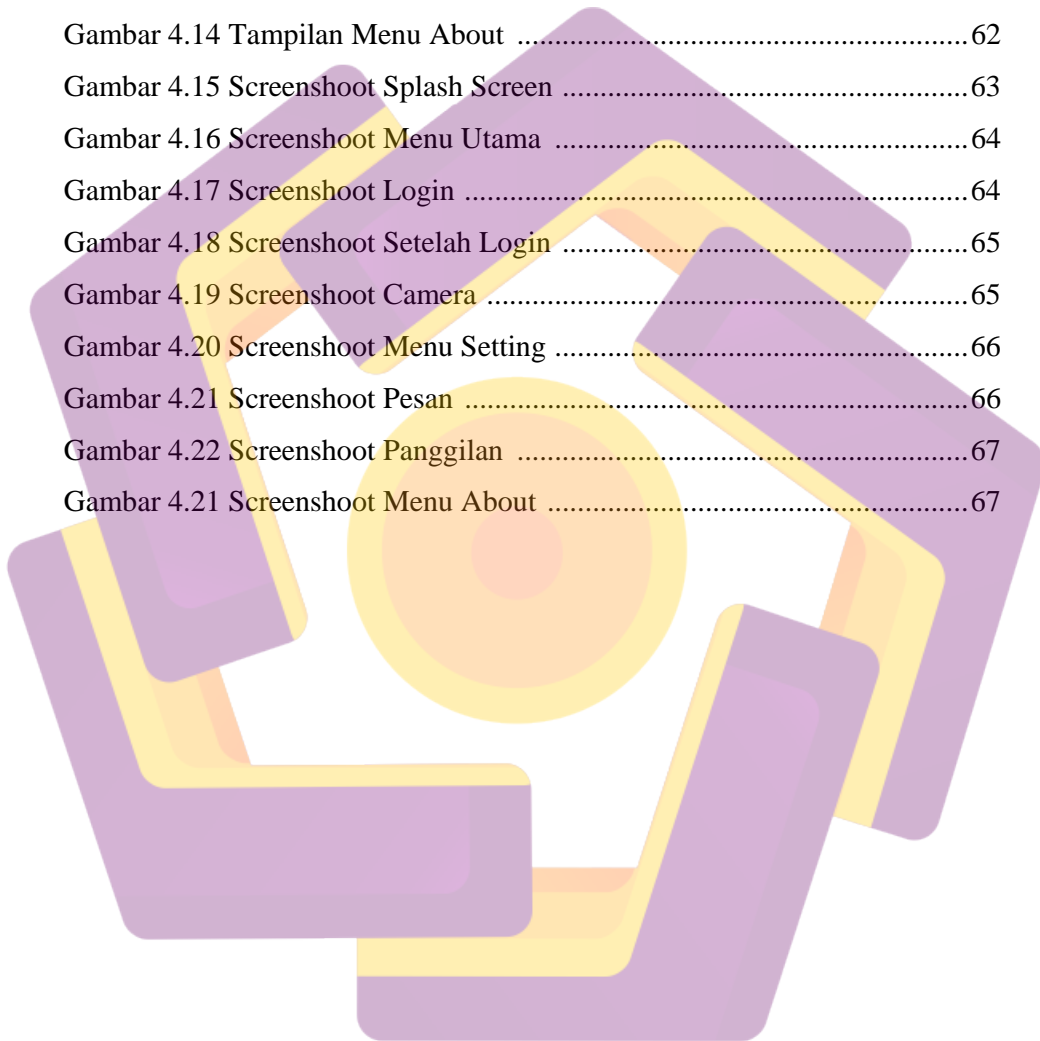 Gambar 4.14 Tampilan Menu About ............................................................62
Gambar 4.15 Screenshoot Splash Screen ......................................................63
Gambar 4.16 Screenshoot Menu Utama .......................................................64
Gambar 4.17 Screenshoot Login ...................................................................64
Gambar 4.18 Screenshoot Setelah Login .......................................................65
Gambar 4.19 Screenshoot Camera ................................................................65
Gambar 4.20 Screenshoot Menu Setting .......................................................66
Gambar 4.21 Screenshoot Pesan ...................................................................66
Gambar 4.22 Screenshoot Panggilan ............................................................67
Gambar 4.21 Screenshoot Menu About ........................................................67